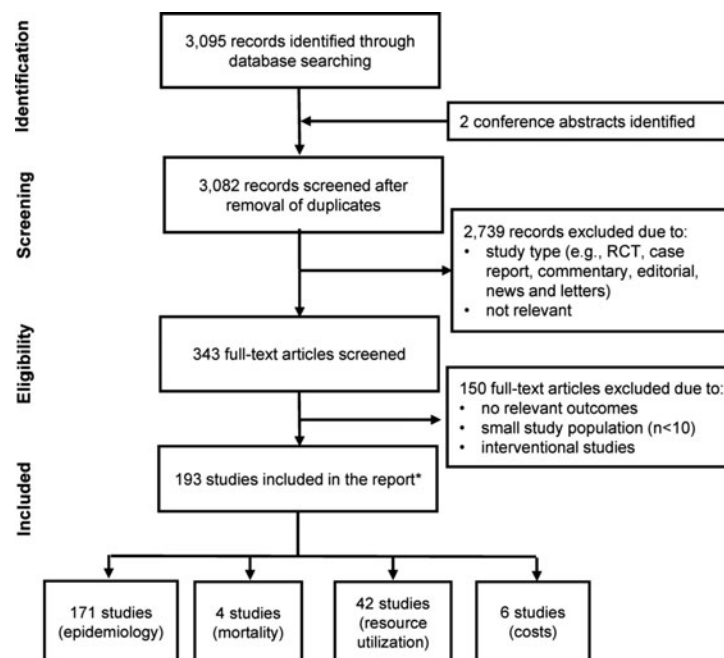 Identification
3,095 records identified through
database searching
2 conference abstracts identified
Screening
3,082 records screened after
removal of duplicates
2,739 records excluded due to:
• study type (e.g., RCT, case
report, commentary, editorial,
news and letters)
• not relevant
Eligibility
343 full-text articles screened
150 full-text articles excluded due to:
• no relevant outcomes
• small study population (n<10)
• interventional studies
Included
193 studies included in the report*
171 studies
(epidemiology)
4 studies
(mortality)
42 studies
(resource
utilization)
6 studies
(costs)